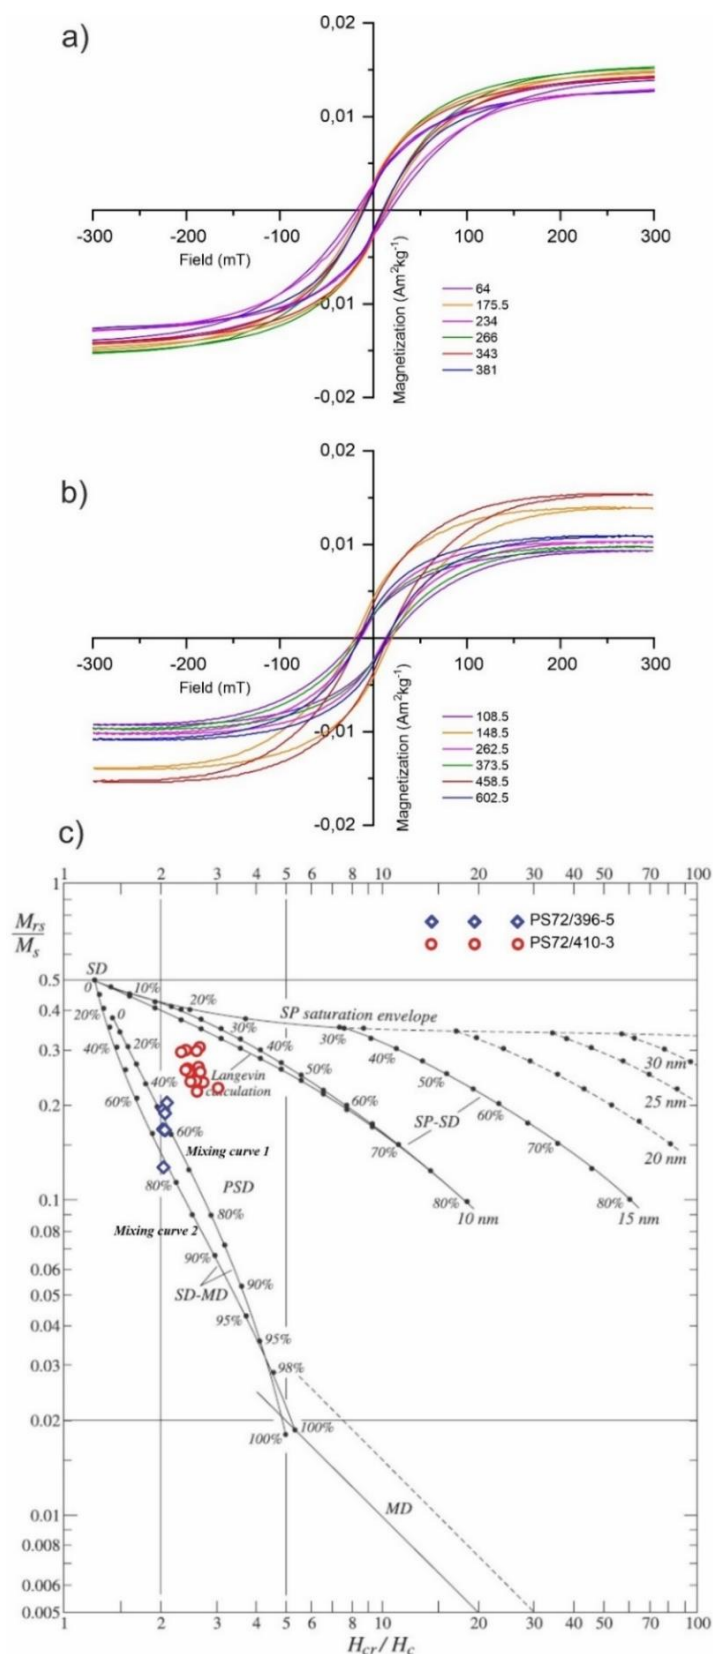 a)
0,02
0,01
-300
-200
-100
0
100
200
300
Field (mT)
-0,01
-0,02
Magnetization (Am²kg⁻¹)
64
175.5
234
266
343
381
b)
0,02
0,01
-300
-200
-100
0
100
200
300
Field (mT)
-0,01
-0,02
Magnetization (Am²kg⁻¹)
108.5
148.5
262.5
373.5
458.5
602.5
c)
1 2 3 4 5 10 20 30 50 70 100
1
Mrs
Ms
PS72/396-5
PS72/410-3
0.5
0.4
0.3
0.2
0.1
0.08
0.06
0.04
0.03
0.02
0.01
0.008
0.006
0.005
SD
0
10%
20%
SP saturation envelope
20%
0
30%
30%
40%
20%
40%
40%
30 nm
Langevin
calculation
50%
50%
25 nm
40%
60%
60%
60%
SP-SD
60%
70%
70%
20 nm
Mixing curve 1
80%
PSD
80%
80%
10 nm
80%
15 nm
Mixing curve 2
90%
SD-MD
90%
95%
95%
98%
100%
100%
MD
1 2 3 4 5 8 10 20 30 50 70 100
Hcr / Hc